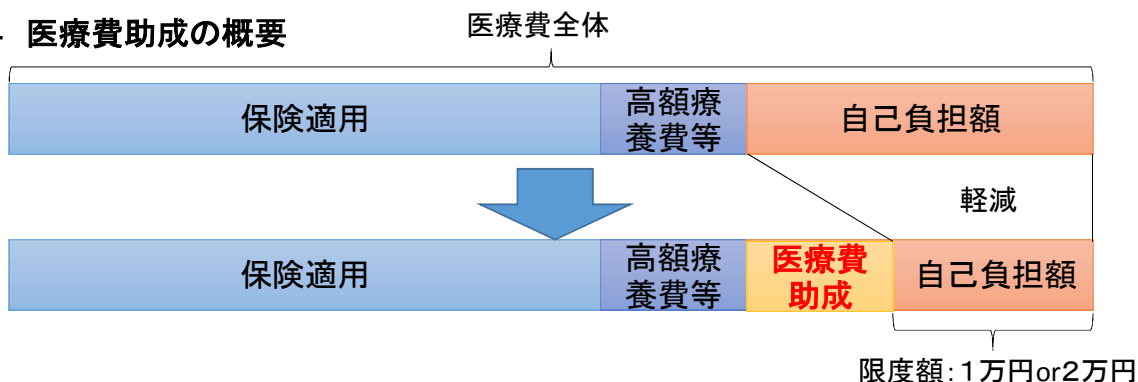 医療費助成の概要
医療費全体
保険適用
高額療
養費等
自己負担額
軽減
保険適用
高額療
養費等
医療費
助成
自己負担額
限度額:１万円or２万円